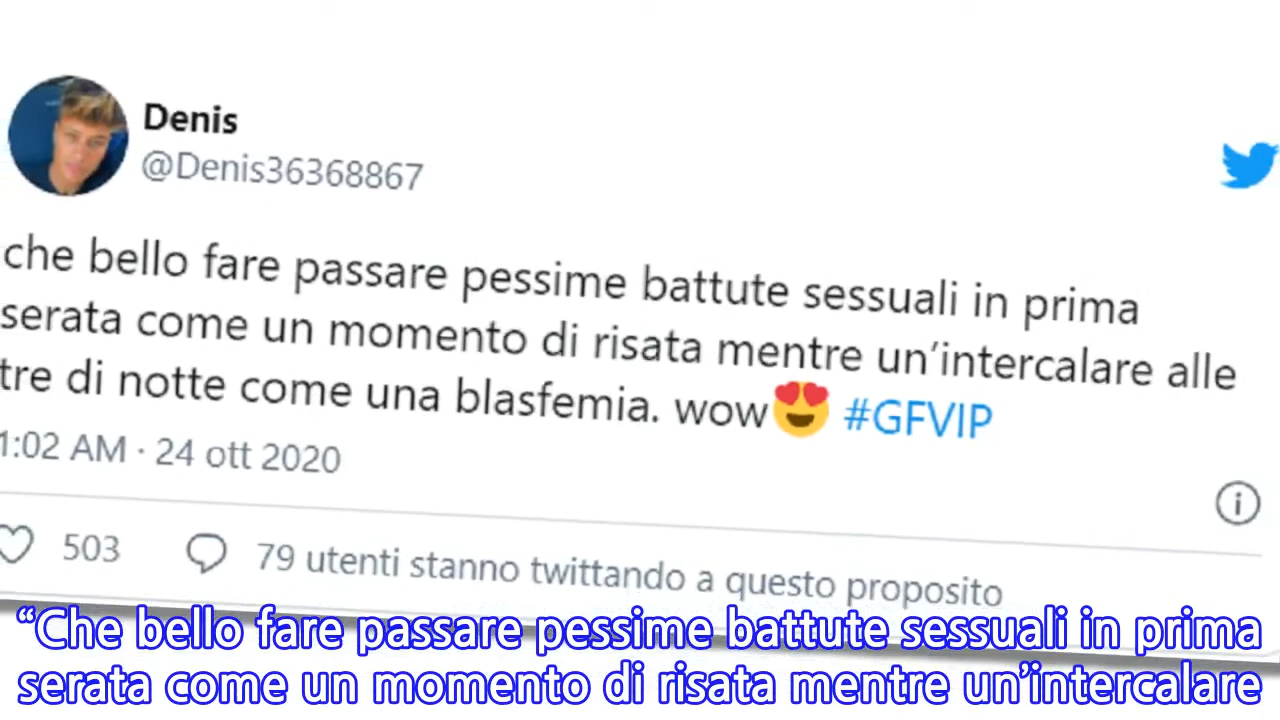 Denis
@Denis36368867
che bello fare passare pessime battute sessuali in prima
serata come un momento di risata mentre un’intercalare alle
tre di notte come una blasfemia. wow😍 #GFVIP
1:02 AM · 24 ott 2020
503 79 utenti stanno twittando a questo proposito
“Che bello fare passare pessime battute sessuali in prima
serata come un momento di risata mentre un’’intercalare